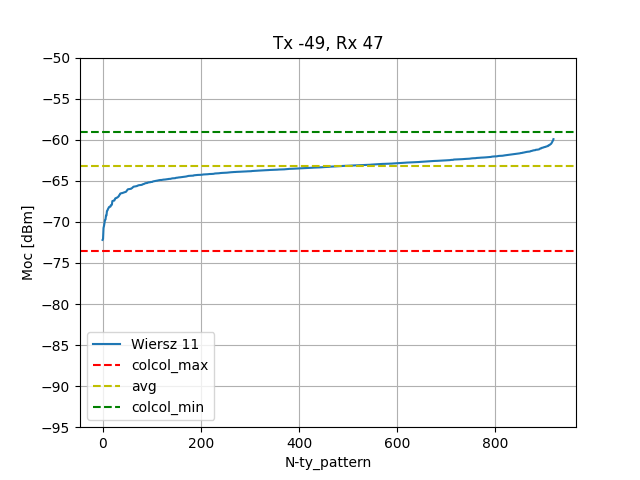 Tx -49, Rx 47
Moc [dBm]
−50
−55
−60
−65
−70
−75
−80
−85
−90
−95
Wiersz 11
colcol_max
avg
colcol_min
0
200
400
600
800
N-ty_pattern